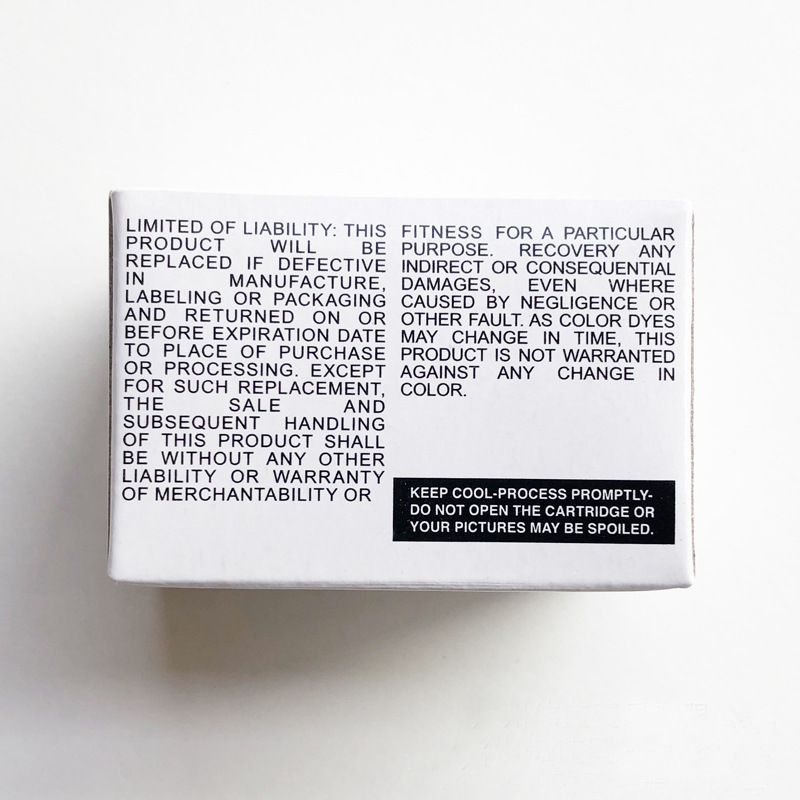 LIMITED OF LIABILITY: THIS
PRODUCT WILL BE
REPLACED IF DEFECTIVE
IN MANUFACTURE,
LABELING OR PACKAGING
AND RETURNED ON OR
BEFORE EXPIRATION DATE
TO PLACE OF PURCHASE
OR PROCESSING. EXCEPT
FOR SUCH REPLACEMENT,
THE SALE AND
SUBSEQUENT HANDLING
OF THIS PRODUCT SHALL
BE WITHOUT ANY OTHER
LIABILITY OR WARRANTY
OF MERCHANTABILITY OR
FITNESS FOR A PARTICULAR
PURPOSE. RECOVERY ANY
INDIRECT OR CONSEQUENTIAL
DAMAGES, EVEN WHERE
CAUSED BY NEGLIGENCE OR
OTHER FAULT. AS COLOR DYES
MAY CHANGE IN TIME, THIS
PRODUCT IS NOT WARRANTED
AGAINST ANY CHANGE IN
COLOR.
KEEP COOL-PROCESS PROMPTLY-
DO NOT OPEN THE CARTRIDGE OR
YOUR PICTURES MAY BE SPOILED.